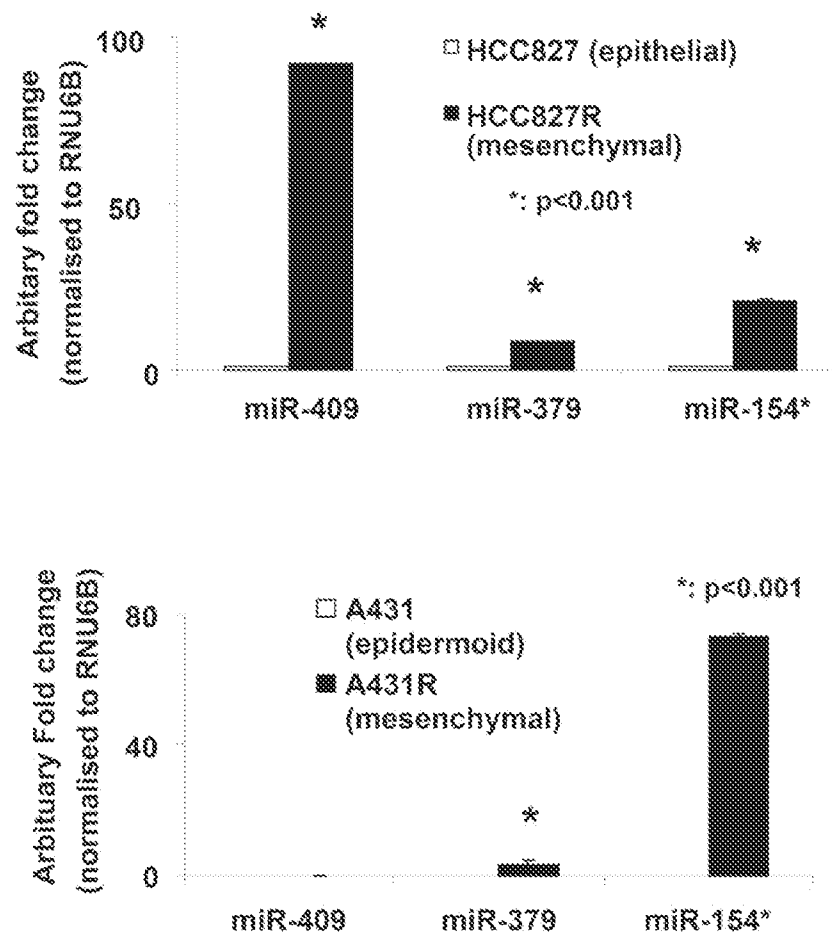 Arbitary fold change
(normalised to RNU6B)
100
50
0
*
*
*
HCC827 (epithelial)
HCC827R
(mesenchymal)
*: p<0.001
miR-409
miR-379
miR-154*
Arbituary Fold change
(normalised to RNU6B)
80
40
0
A431
(epidermoid)
A431R
(mesenchymal)
*: p<0.001
*
miR-409
miR-379
miR-154*